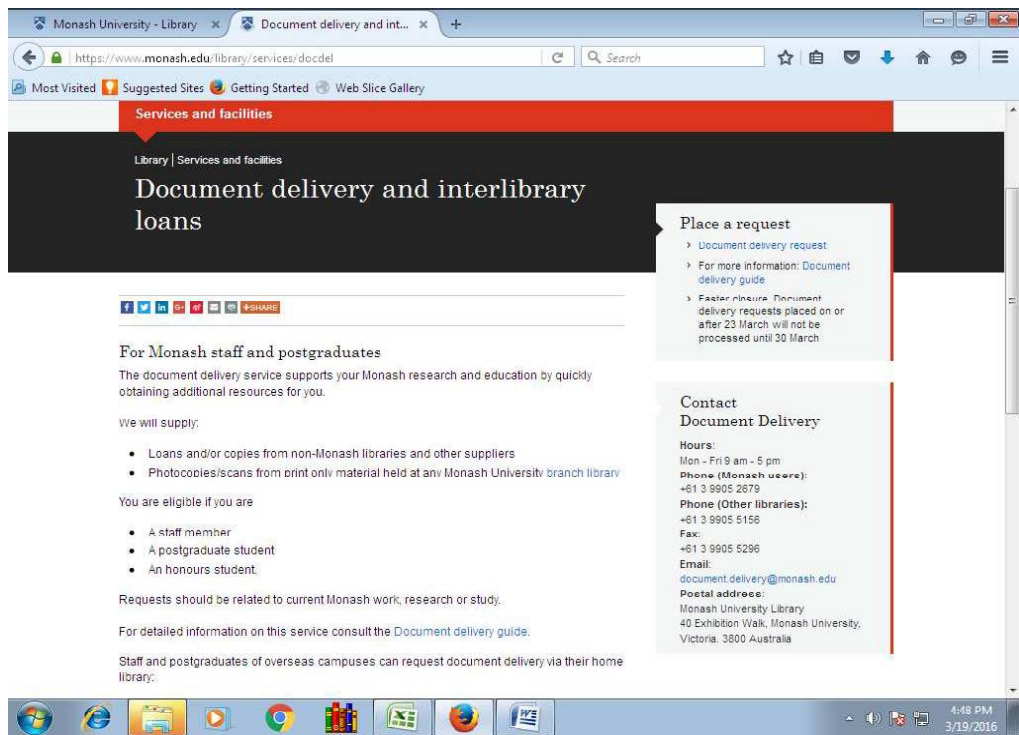 Monash University - Library
Document delivery and int...
https://www.monash.edu/library/services/docdel
Search
Most Visited
Suggested Sites
Getting Started
Web Slice Gallery
Services and facilities
Library | Services and facilities
Document delivery and interlibrary
loans
+SHARE
For Monash staff and postgraduates
The document delivery service supports your Monash research and education by quickly
obtaining additional resources for you.
We will supply:
• Loans and/or copies from non-Monash libraries and other suppliers
• Photocopies/scans from print only material held at any Monash University branch library
You are eligible if you are
• A staff member
• A postgraduate student
• An honours student.
Requests should be related to current Monash work, research or study.
For detailed information on this service consult the Document delivery guide.
Staff and postgraduates of overseas campuses can request document delivery via their home
library:
Place a request
› Document delivery request
› For more information: Document
delivery guide
› Easter closure. Document
delivery requests placed on or
after 23 March will not be
processed until 30 March
Contact
Document Delivery
Hours:
Mon - Fri 9 am - 5 pm
Phone (Monash users):
+61 3 9905 2679
Phone (Other libraries):
+61 3 9905 5156
Fax:
+61 3 9905 5296
Email:
document.delivery@monash.edu
Postal address:
Monash University Library
40 Exhibition Walk, Monash University,
Victoria. 3800 Australia
4:48 PM
3/19/2016